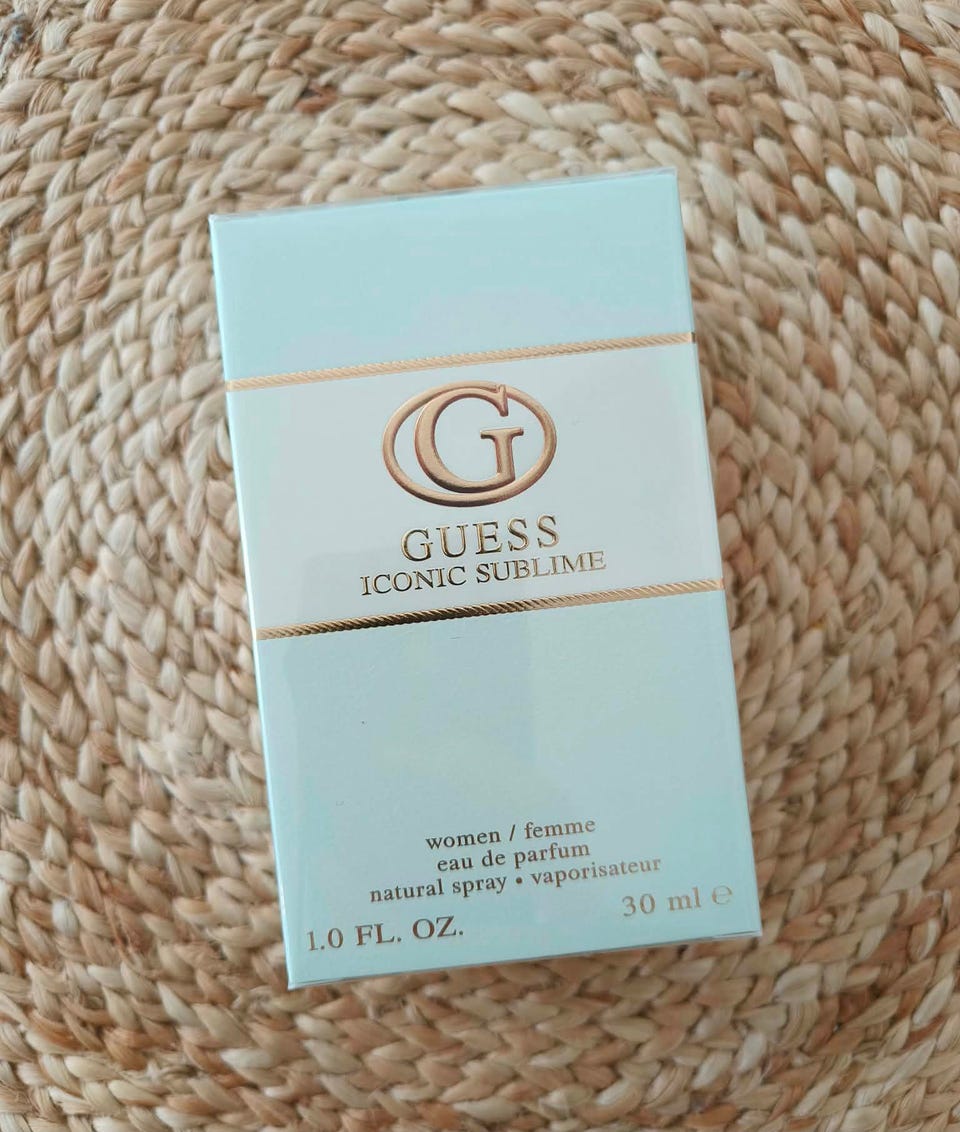 G
GUESS
ICONIC SUBLIME
women / femme
eau de parfum
natural spray • vaporisateur
1.0 FL. OZ. 30 ml ℮